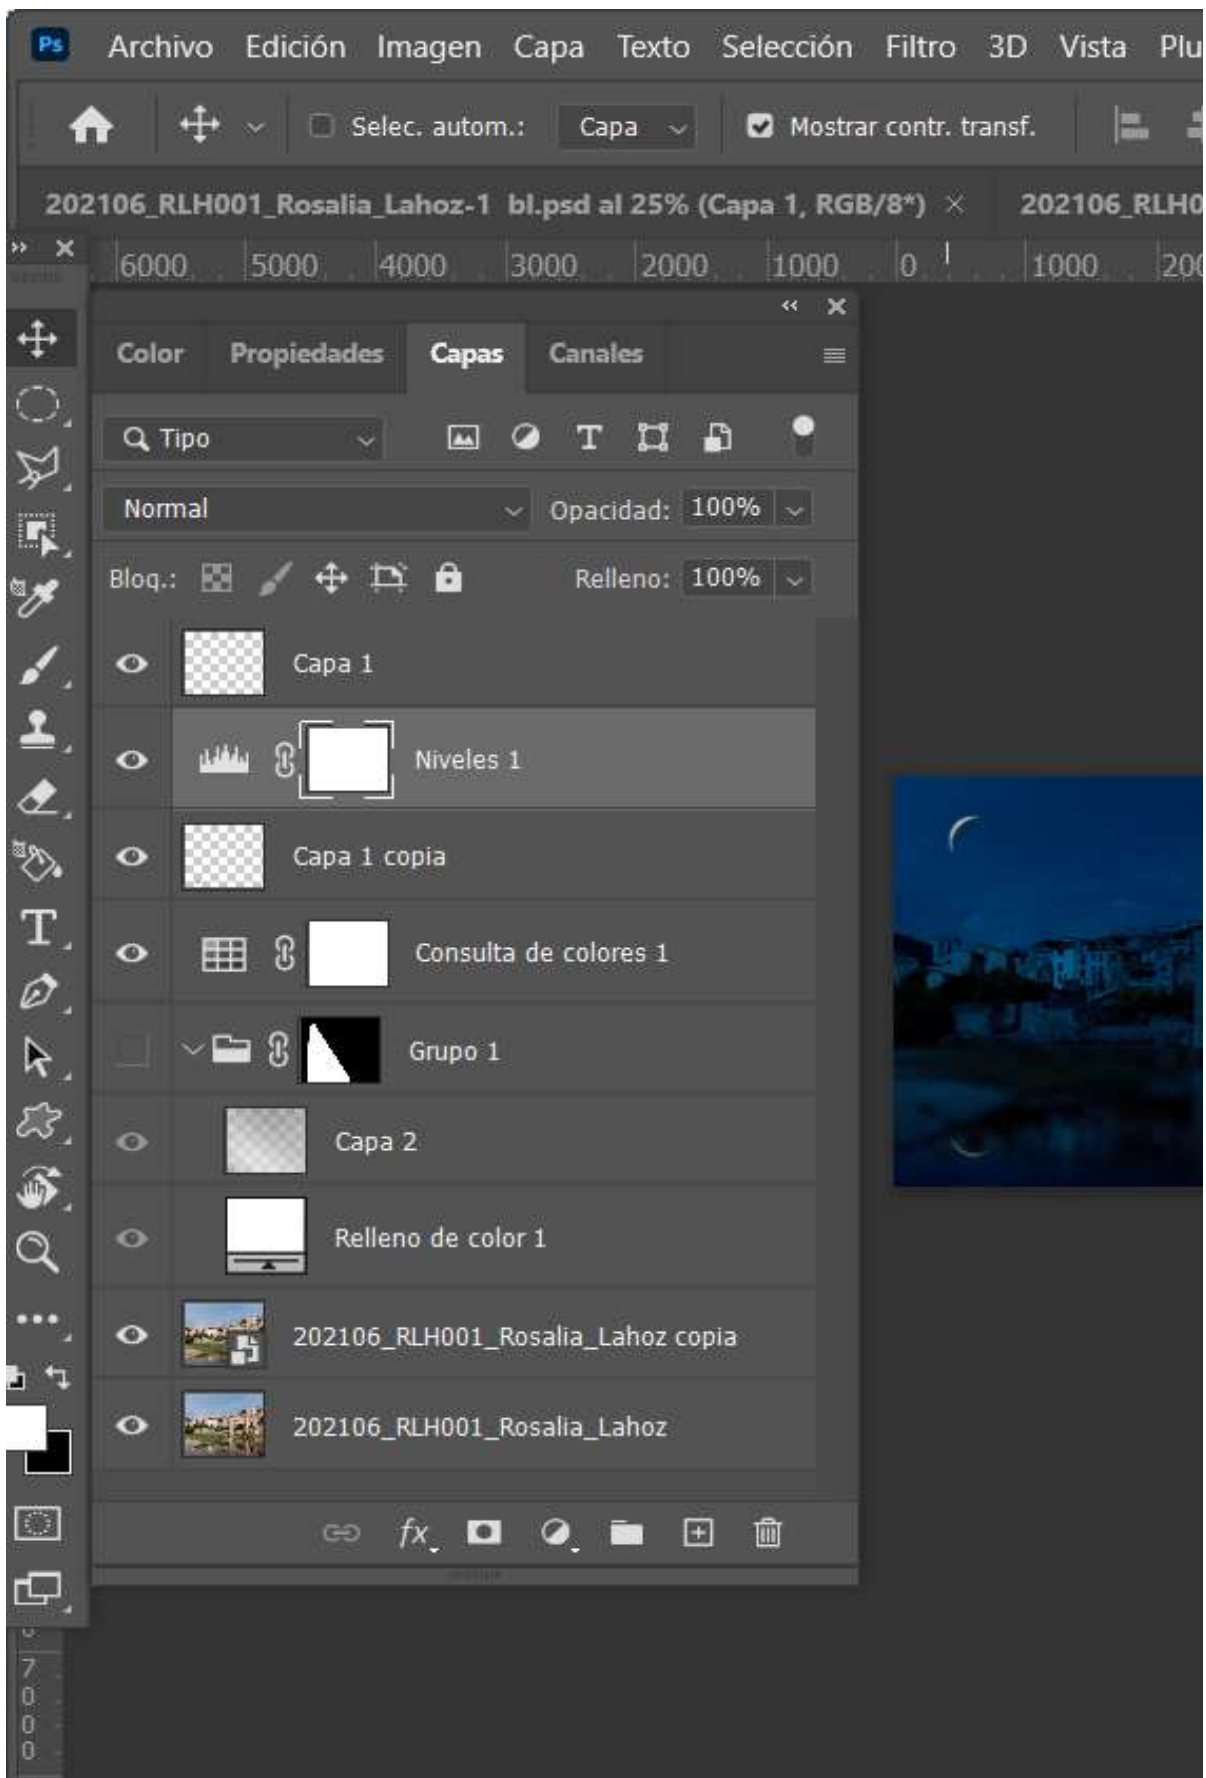 Ps Archivo Edición Imagen Capa Texto Selección Filtro 3D Vista Plu
Selec. autom.: Capa Mostrar contr. transf.
202106_RLH001_Rosalia_Lahoz-1 bl.psd al 25% (Capa 1, RGB/8*) × 202106_RLH0
6000 5000 4000 3000 2000 1000 0 1000 200
Color Propiedades Capas Canales
Tipo
Normal Opacidad: 100%
Bloq.: Relleno: 100%
Capa 1
Niveles 1
Capa 1 copia
Consulta de colores 1
Grupo 1
Capa 2
Relleno de color 1
202106_RLH001_Rosalia_Lahoz copia
202106_RLH001_Rosalia_Lahoz
fx
7
0
0
0